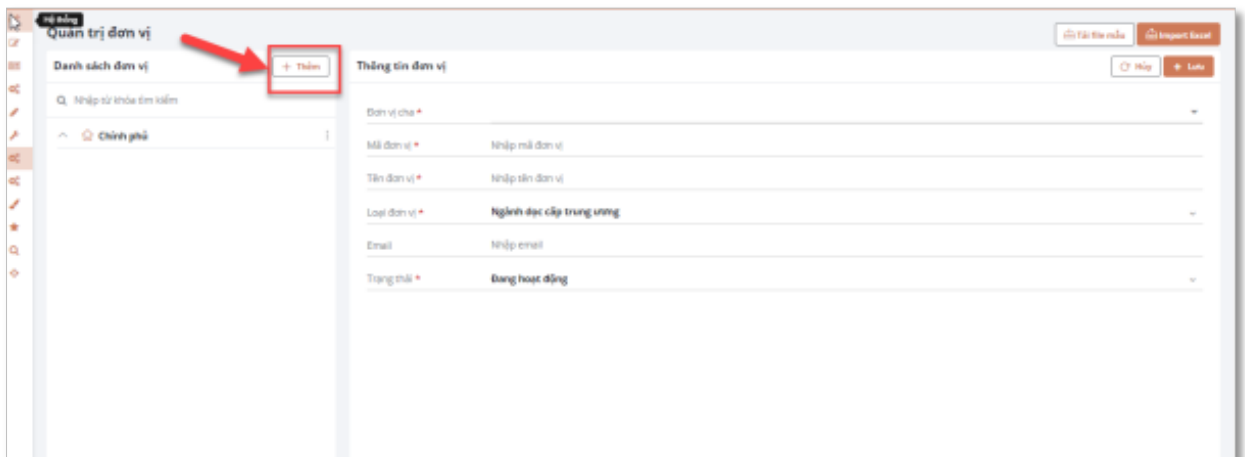 Hệ thống
Quản trị đơn vị
Tải file mẫu
Import Excel
Danh sách đơn vị
+ Thêm
Thông tin đơn vị
Hủy
+ Lưu
Nhập từ khóa tìm kiếm
Chính phủ
Đơn vị cha *
Mã đơn vị *
Nhập mã đơn vị
Tên đơn vị *
Nhập tên đơn vị
Loại đơn vị *
Ngành dọc cấp trung ương
Email
Nhập email
Trạng thái *
Đang hoạt động